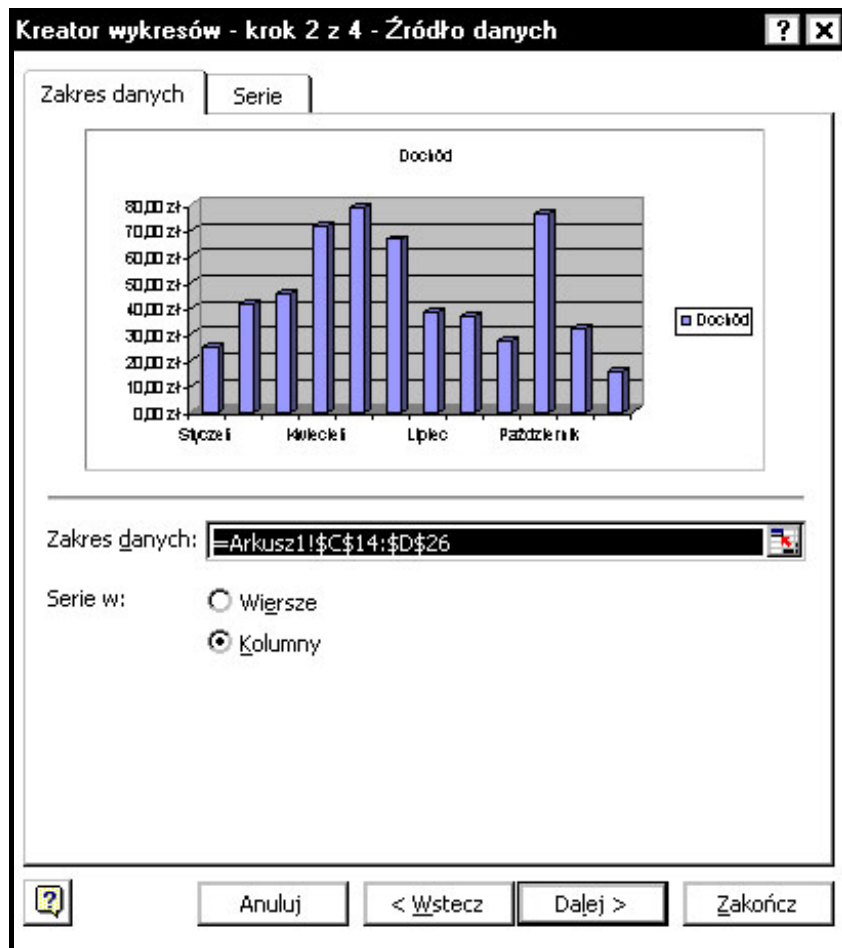 Kreator wykresów - krok 2 z 4 - Źródło danych
Zakres danych Serie
Dochód
80,00 zł
70,00 zł
60,00 zł
50,00 zł
40,00 zł
30,00 zł
20,00 zł
10,00 zł
0,00 zł
Styczeń Kwiecień Lipiec Październik
Dochód
Zakres danych: =Arkusz1!$C$14:$D$26
Serie w: Wiersze
Kolumny
Anuluj < Wstecz Dalej > Zakończ